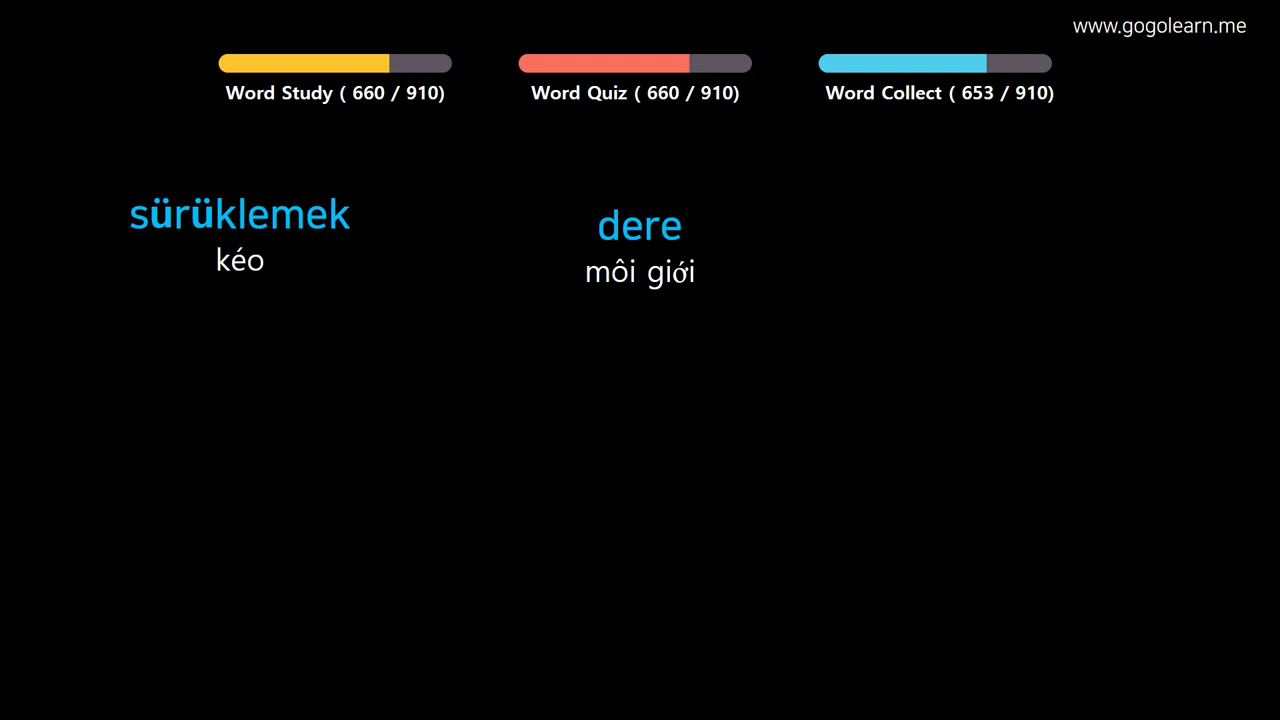 www.gogolearn.me
Word Study ( 660 / 910)
Word Quiz ( 660 / 910)
Word Collect ( 653 / 910)
sürüklemek
kéo
dere
môi giới